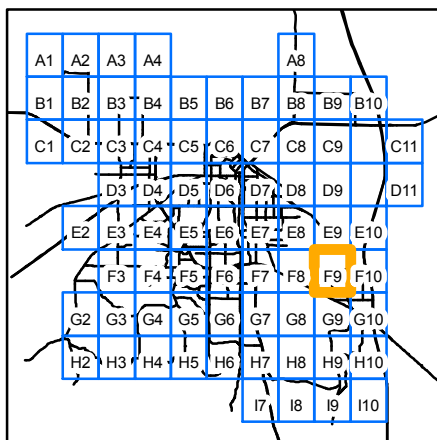 A1 A2 A3 A4 A8
B1 B2 B3 B4 B5 B6 B7 B8 B9 B10
C1 C2 C3 C4 C5 C6 C7 C8 C9 C11
D3 D4 D5 D6 D7 D8 D9 D11
E2 E3 E4 E5 E6 E7 E8 E9 E10
F3 F4 F5 F6 F7 F8 F9 F10
G2 G3 G4 G5 G6 G7 G8 G9 G10
H2 H3 H4 H5 H6 H7 H8 H9 H10
I7 I8 I9 I10